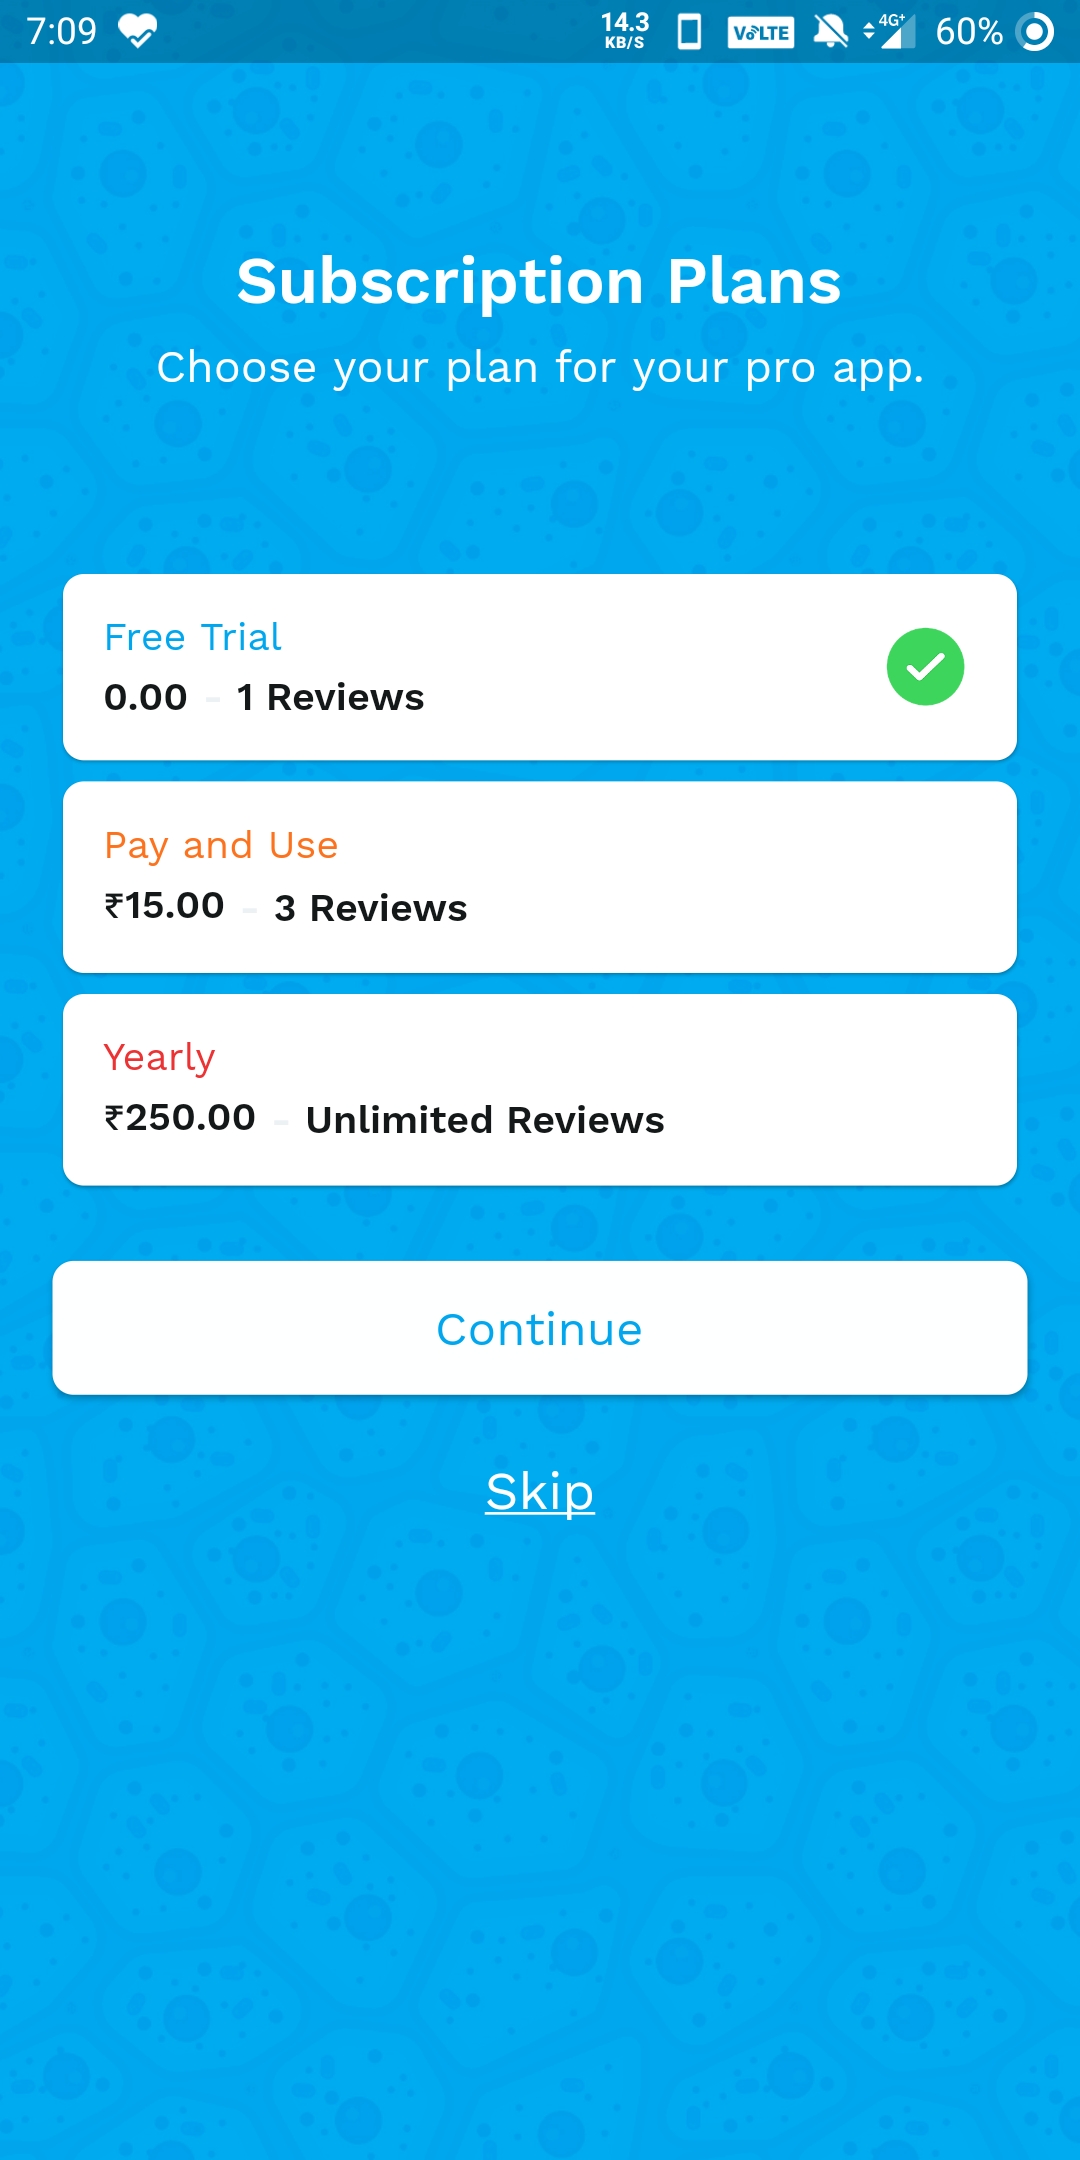 7:09 14.3 KB/S VoLTE 4G+ 60%
Subscription Plans
Choose your plan for your pro app.
Free Trial
0.00 - 1 Reviews
Pay and Use
₹15.00 - 3 Reviews
Yearly
₹250.00 - Unlimited Reviews
Continue
Skip